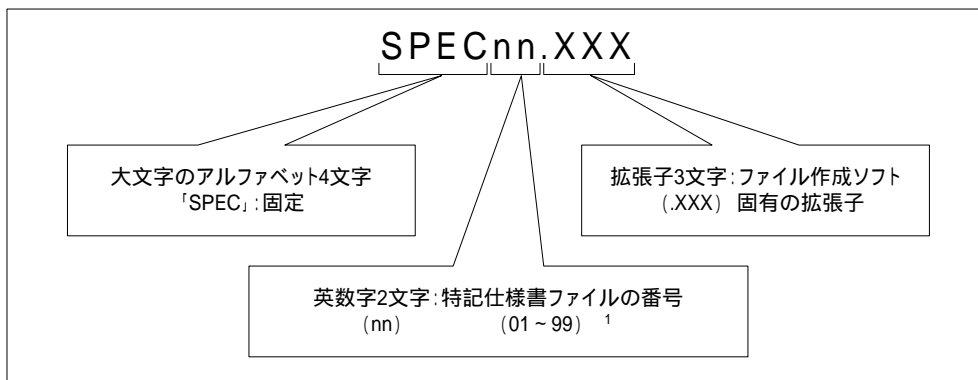 SPECnn.XXX
大文字のアルファベット4文字
「SPEC」:固定
拡張子3文字:ファイル作成ソフト
(.XXX) 固有の拡張子
英数字2文字:特記仕様書ファイルの番号
(nn) (01~99) 1